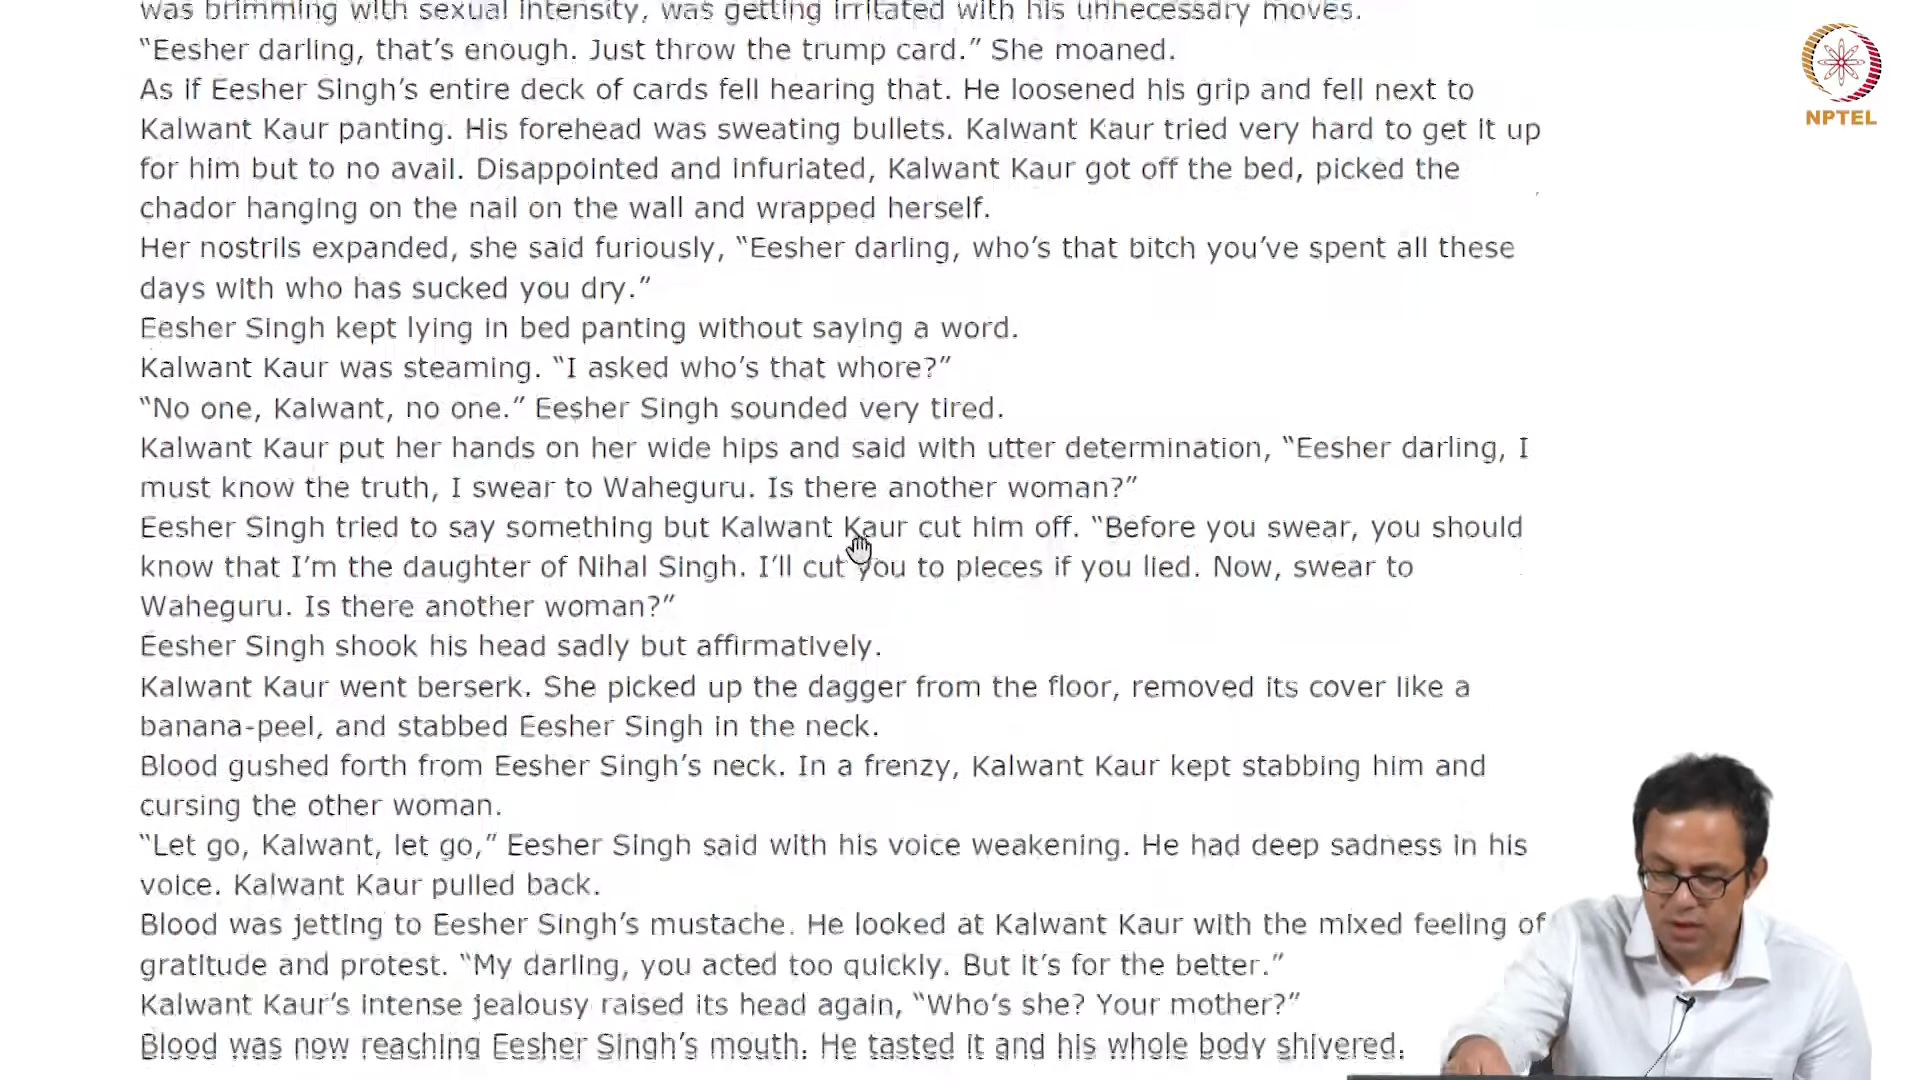 was brimming with sexual intensity, was getting irritated with his unnecessary moves.
“Eesher darling, that’s enough. Just throw the trump card.” She moaned.
As if Eesher Singh’s entire deck of cards fell hearing that. He loosened his grip and fell next to
Kalwant Kaur panting. His forehead was sweating bullets. Kalwant Kaur tried very hard to get it up
for him but to no avail. Disappointed and infuriated, Kalwant Kaur got off the bed, picked the
chador hanging on the nail on the wall and wrapped herself.
Her nostrils expanded, she said furiously, “Eesher darling, who’s that bitch you’ve spent all these
days with who has sucked you dry.”
Eesher Singh kept lying in bed panting without saying a word.
Kalwant Kaur was steaming. “I asked who’s that whore?”
“No one, Kalwant, no one.” Eesher Singh sounded very tired.
Kalwant Kaur put her hands on her wide hips and said with utter determination, “Eesher darling, I
must know the truth, I swear to Waheguru. Is there another woman?”
Eesher Singh tried to say something but Kalwant Kaur cut him off. “Before you swear, you should
know that I’m the daughter of Nihal Singh. I’ll cut you to pieces if you lied. Now, swear to
Waheguru. Is there another woman?”
Eesher Singh shook his head sadly but affirmatively.
Kalwant Kaur went berserk. She picked up the dagger from the floor, removed its cover like a
banana-peel, and stabbed Eesher Singh in the neck.
Blood gushed forth from Eesher Singh’s neck. In a frenzy, Kalwant Kaur kept stabbing him and
cursing the other woman.
“Let go, Kalwant, let go,” Eesher Singh said with his voice weakening. He had deep sadness in his
voice. Kalwant Kaur pulled back.
Blood was jetting to Eesher Singh’s mustache. He looked at Kalwant Kaur with the mixed feeling of
gratitude and protest. “My darling, you acted too quickly. But it’s for the better.”
Kalwant Kaur’s intense jealousy raised its head again, “Who’s she? Your mother?”
Blood was now reaching Eesher Singh’s mouth. He tasted it and his whole body shivered.
NPTEL